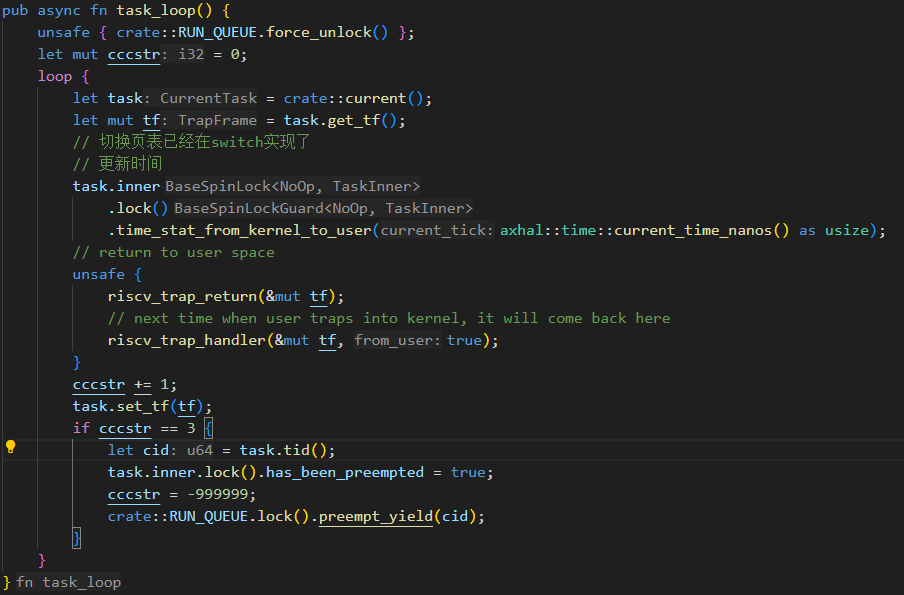 pub async fn task_loop() {
    unsafe { crate::RUN_QUEUE.force_unlock() };
    let mut cccstr: i32 = 0;
    loop {
        let task: CurrentTask = crate::current();
        let mut tf: TrapFrame = task.get_tf();
        // 切换页表已经在switch实现了
        // 更新时间
        task.inner BaseSpinLock<NoOp, TaskInner>
            .lock() BaseSpinLockGuard<NoOp, TaskInner>
            .time_stat_from_kernel_to_user(current_tick: axhal::time::current_time_nanos() as usize);
        // return to user space
        unsafe {
            riscv_trap_return(&mut tf);
            // next time when user traps into kernel, it will come back here
            riscv_trap_handler(&mut tf, from_user: true);
        }
        cccstr += 1;
        task.set_tf(tf);
        if cccstr == 3 {
            let cid: u64 = task.tid();
            task.inner.lock().has_been_preempted = true;
            cccstr = -999999;
            crate::RUN_QUEUE.lock().preempt_yield(cid);
        }
    }
} fn task_loop